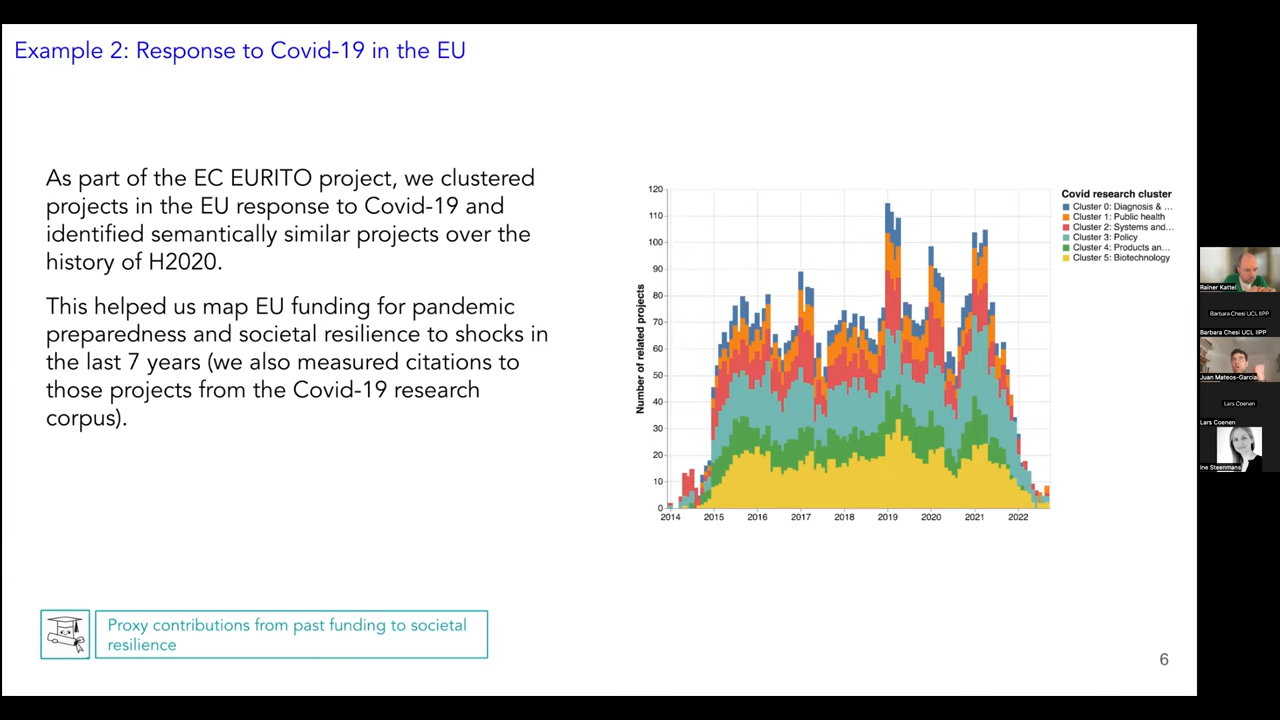 Example 2: Response to Covid-19 in the EU
As part of the EC EURITO project, we clustered
projects in the EU response to Covid-19 and
identified semantically similar projects over the
history of H2020.
This helped us map EU funding for pandemic
preparedness and societal resilience to shocks in
the last 7 years (we also measured citations to
those projects from the Covid-19 research
corpus).
Proxy contributions from past funding to societal
resilience
Number of related projects
120
110
100
90
80
70
60
50
40
30
20
10
0
2014 2015 2016 2017 2018 2019 2020 2021 2022
Covid research cluster
Cluster 0: Diagnosis & ...
Cluster 1: Public health
Cluster 2: Systems and...
Cluster 3: Policy
Cluster 4: Products an...
Cluster 5: Biotechnology
6
Rainer Kattel
Barbara Chesi UCL IIPP
Barbara Chesi UCL IIPP
Juan Mateos-Garcia
Lars Coenen
Lars Coenen
Ine Steenmans